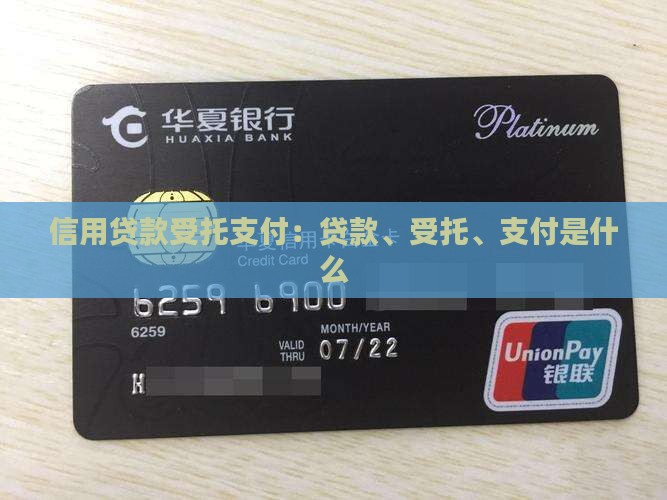 华夏银行
HUAXIA BANK
Platinum
信用贷款受托支付：贷款、受托、支付是什
么
Credit Card
6259 6900
6259
MONTH/YEAR
VALID
THRU
07/22
H
UnionPay
银联